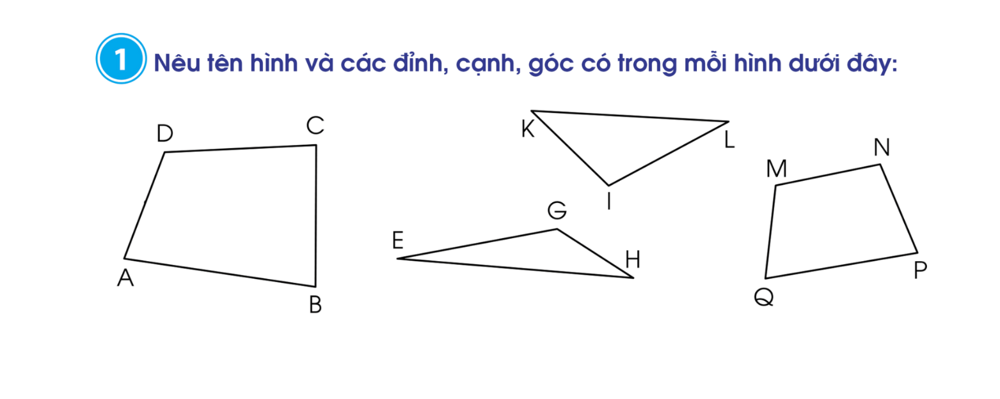 1 Nêu tên hình và các đỉnh, cạnh, góc có trong mỗi hình dưới đây:
D
C
A
B
K
L
I
E
G
H
M
N
Q
P